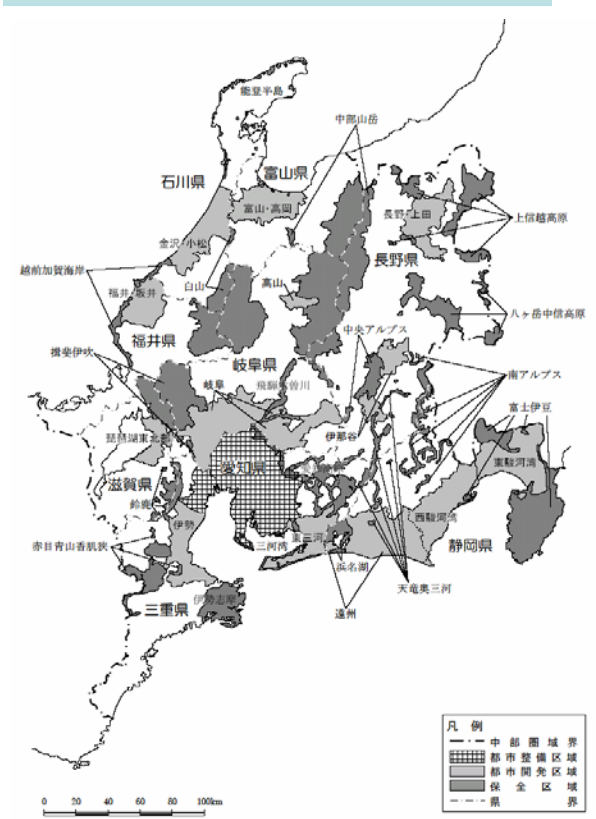 能登半島
中部山岳
富山県
石川県
富山・高岡
長野・上田
上信越高原
金沢・小松
長野県
越前加賀海岸
白山
高山
福井・坂井
八ヶ岳中信高原
中央アルプス
福井県
揖斐伊吹
岐阜県
南アルプス
岐阜
飛騨木曽川
富士伊豆
伊那谷
琵琶湖東北部
愛知県
東駿河湾
滋賀県
鈴鹿
西駿河湾
伊勢
東三河
赤目青山香肌峡
三河湾
静岡県
浜名湖
天竜奥三河
伊勢志摩
三重県
遠州
凡例
中部圏域界
都市整備区域
都市開発区域
保全区域
県界
0 20 40 60 80 100km